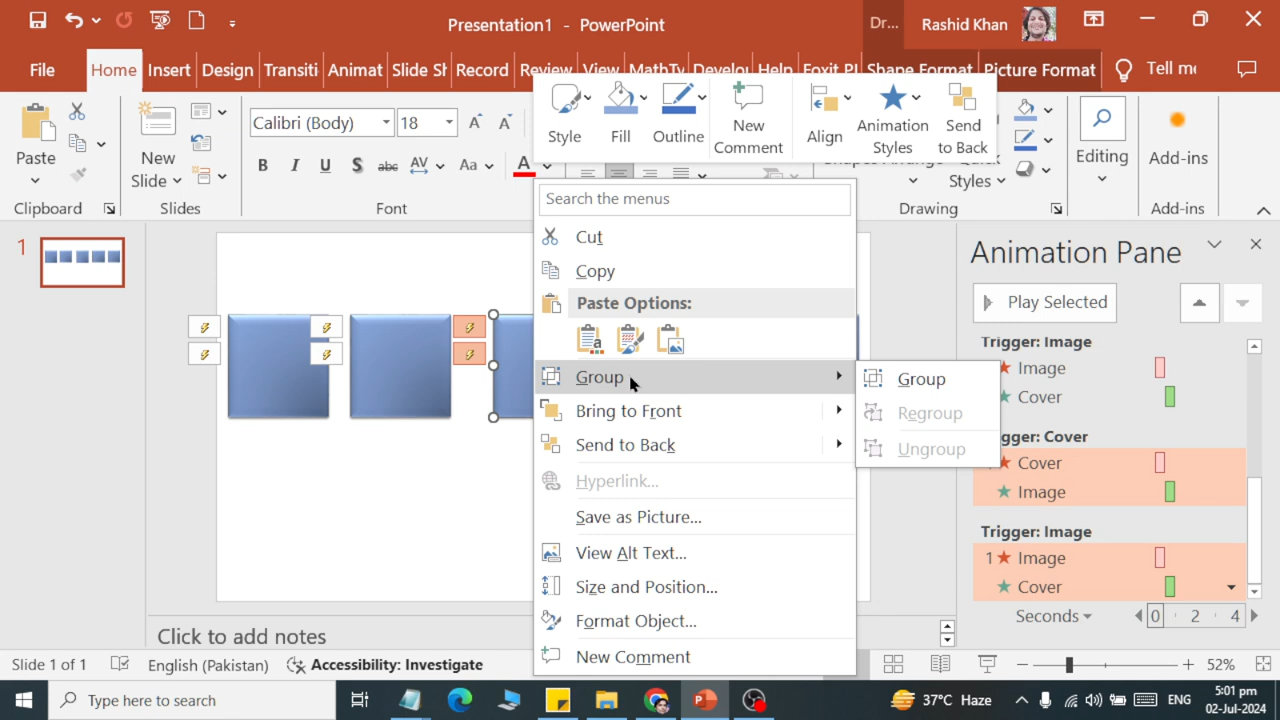 Presentation1 - PowerPoint
Dr...
Rashid Khan
File
Home
Insert
Design
Transiti
Animat
Slide Sh
Record
Review
View
MathTy
Develo
Help
Foxit PI
Shape Format
Picture Format
Tell me
Paste
New
Slide
Calibri (Body)
18
B I U S abc AV Aa A
Style
Fill
Outline
New
Comment
Align
Animation
Styles
Send
to Back
Styles
Editing
Add-ins
Clipboard
Slides
Font
Drawing
Add-ins
1
Search the menus
Cut
Copy
Paste Options:
Group
Bring to Front
Send to Back
Hyperlink...
Save as Picture...
View Alt Text...
Size and Position...
Format Object...
New Comment
Group
Regroup
Ungroup
Animation Pane
Play Selected
Trigger: Image
Image
Cover
gger: Cover
Cover
Image
Trigger: Image
1 Image
Cover
Seconds
0 2 4
Click to add notes
Slide 1 of 1
English (Pakistan)
Accessibility: Investigate
52%
Type here to search
37°C Haze
ENG
5:01 pm
02-Jul-2024